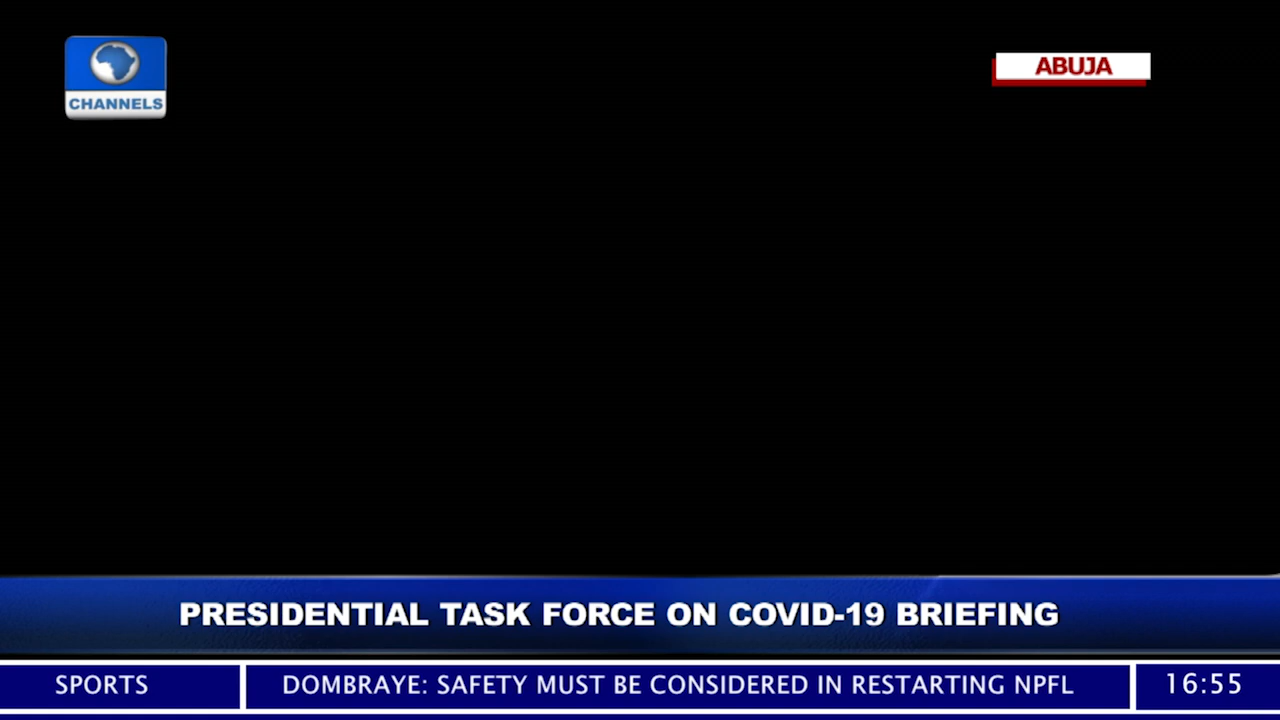 CHANNELS
ABUJA
PRESIDENTIAL TASK FORCE ON COVID-19 BRIEFING
SPORTS
DOMBRAYE: SAFETY MUST BE CONSIDERED IN RESTARTING NPFL
16:55